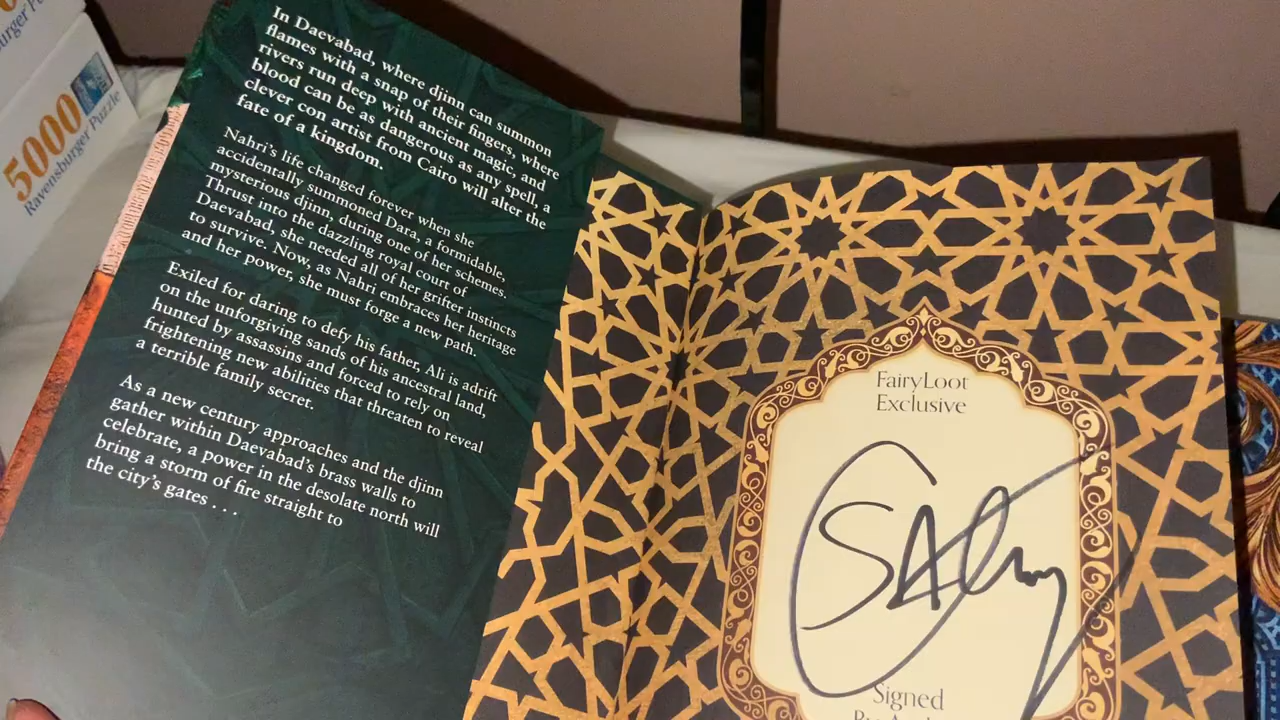 5000
Ravensburger Puzzle
In Daevabad, where djinn can summon
flames with a snap of their fingers, where
rivers run deep with ancient magic, and
blood can be as dangerous as any spell, a
clever con artist from Cairo will alter the
fate of a kingdom.
Nahri's life changed forever when she
accidentally summoned Dara, a formidable,
mysterious djinn, during one of her schemes.
Thrust into the dazzling royal court of
Daevabad, she needed all of her grifter instincts
to survive. Now, as Nahri embraces her heritage
and her power, she must forge a new path.
Exiled for daring to defy his father, Ali is adrift
on the unforgiving sands of his ancestral land,
hunted by assassins and forced to rely on
frightening new abilities that threaten to reveal
a terrible family secret.
As a new century approaches and the djinn
gather within Daevabad's brass walls to
celebrate, a power in the desolate north will
bring a storm of fire straight to
the city's gates . . .
FairyLoot
Exclusive
Signed